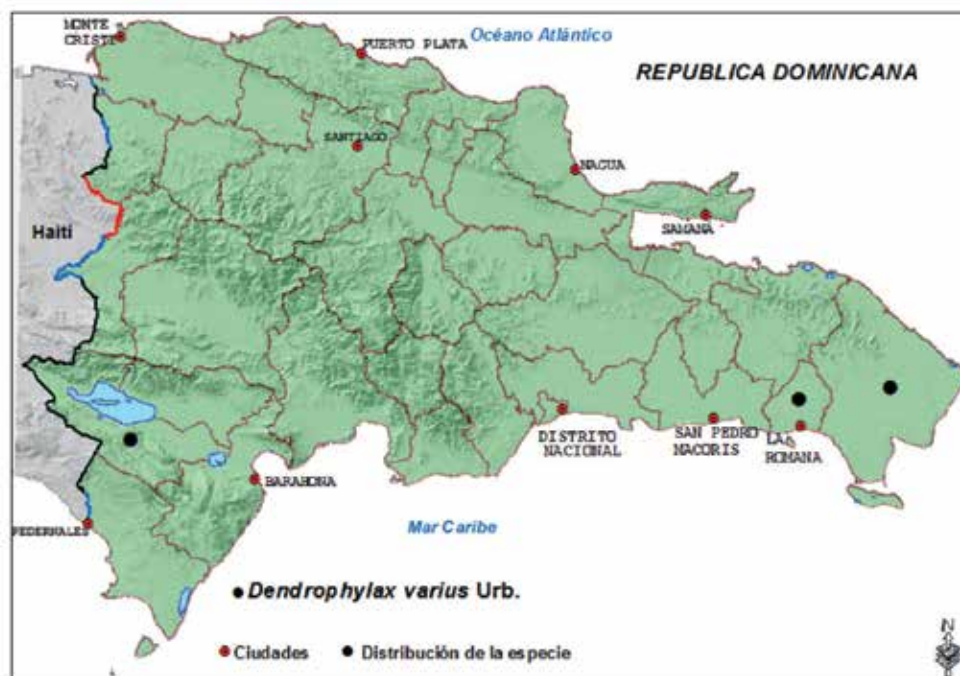 MONTE
CRISTI
PUERTO PLATA
Océano Atlántico
REPUBLICA DOMINICANA
SANTIAGO
NAGUA
SAMANA
Haití
DISTRITO
NACIONAL
SAN PEDRO
MACORIS
LA
ROMANA
BARAHONA
PEDERNALES
Mar Caribe
Dendrophylax varius Urb.
Ciudades
Distribución de la especie
N